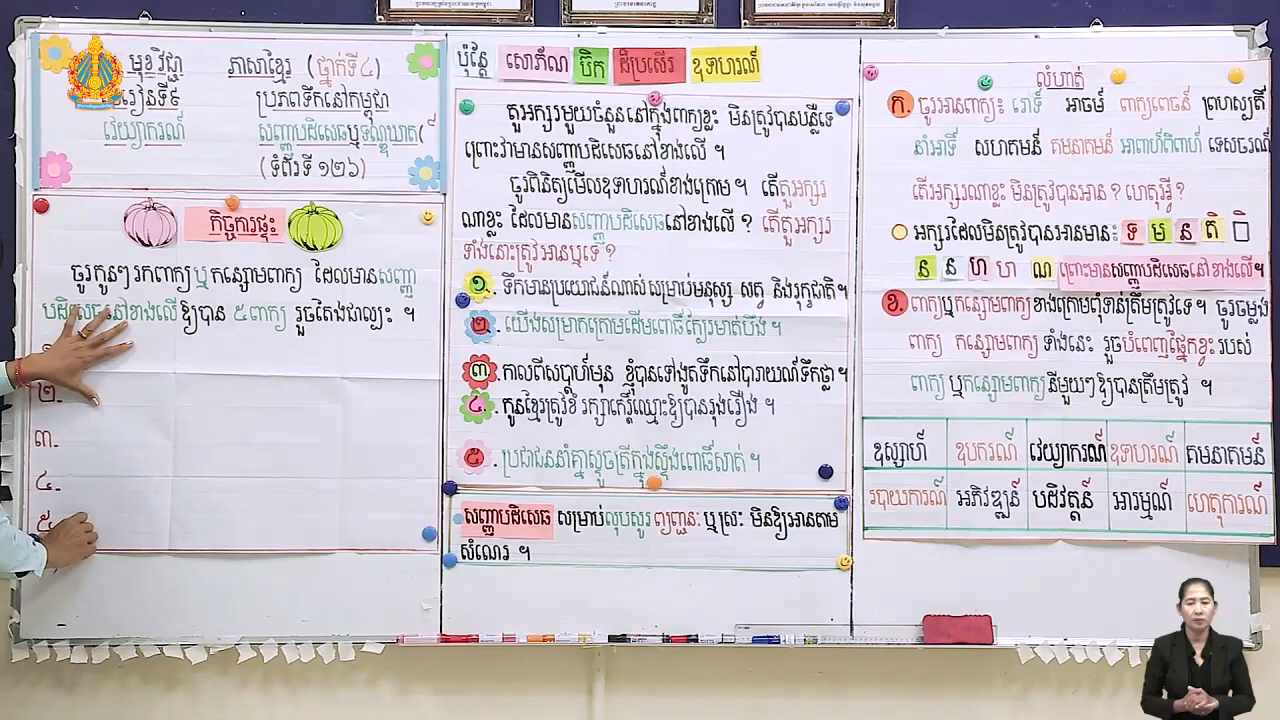 មុខវិជ្ជា ភាសាខ្មែរ (ថ្នាក់ទី៤)
មេរៀនទី៩ ប្រភពទឹកនៅកម្ពុជា
វេយ្យាករណ៍ សញ្ញាបដិសេធឬទណ្ឌឃាត(៍
(ទំព័រទី ១២៦)
កិច្ចការផ្ទះ
ចូរកូនៗ រកពាក្យឬកន្សោមពាក្យ ដែលមានសញ្ញា
នៅខាងលើ ឱ្យបាន ៥ពាក្យ រួចតែងជាល្បះ ។
២.
៣.
៤.
៥.
ប៉ុន្តែ សោភ័ណ ប៊ិក ដ៏ប្រសើរ ឧទាហរណ៍
តួអក្សរមួយចំនួននៅក្នុងពាក្យខ្លះ មិនត្រូវបានបន្លឺទេ
ព្រោះវាមានសញ្ញាបដិសេធនៅខាងលើ ។
ចូរពិនិត្យមើលឧទាហរណ៍ខាងក្រោម ។ តើតួអក្សរ
ណាខ្លះ ដែលមានសញ្ញាបដិសេធនៅខាងលើ ? តើតួអក្សរ
ទាំងនោះត្រូវអានឬទេ ?
១. ទឹកមានប្រយោជន៍ណាស់សម្រាប់មនុស្ស សត្វ និងរុក្ខជាតិ។
២. យើងសម្រាកក្រោមដើមពោធិ៍ក្បែរមាត់បឹង ។
៣. កាលពីសប្ដាហ៍មុន ខ្ញុំបានទៅងូតទឹកនៅបារាយណ៍ទឹកថ្លា ។
៤. កូនខ្មែរត្រូវខំ រក្សាកេរ្តិ៍ឈ្មោះឱ្យបានរុងរឿង ។
៥. ប្រជាជននាំគ្នាស្ទូចត្រីក្នុងស្ទឹងពោធិ៍សាត់ ។
សញ្ញាបដិសេធ សម្រាប់លុបសូរព្យញ្ជនៈ ឬស្រៈ មិនឱ្យអានតាម
សំណេរ ។
លំហាត់
ក. ចូរអានពាក្យ៖ រោទ៍ អាចម៍ ពាក្យពេចន៍ ព្រហស្បតិ៍
នាំអាទិ៍ សហគមន៍ គមនាគមន៍ អាពាហ៍ពិពាហ៍ ទេសចរណ៍
តើអក្សរណាខ្លះ មិនត្រូវបានអាន ? ហេតុអ្វី ?
អក្សរដែលមិនត្រូវបានអានមាន៖ ទ ម ន តិ ិ
ន ន ហ ហ ណ ព្រោះមានសញ្ញាបដិសេធនៅខាងលើ។
ខ. ពាក្យឬកន្សោមពាក្យខាងក្រោមពុំទាន់ត្រឹមត្រូវទេ ។ ចូរចម្លង
ពាក្យ កន្សោមពាក្យ ទាំងនេះ រួចបំពេញផ្នែកខ្វះ របស់
ពាក្យ ឬកន្សោមពាក្យ នីមួយៗឱ្យបានត្រឹមត្រូវ ។
ឧស្សាហ៍ ឧបករណ៍ វេយ្យាករណ៍ ឧទាហរណ៍ គមនាគមន៍
របាយការណ៍ អភិវឌ្ឍន៍ បដិវត្តន៍ អារម្មណ៍ ហេតុការណ៍